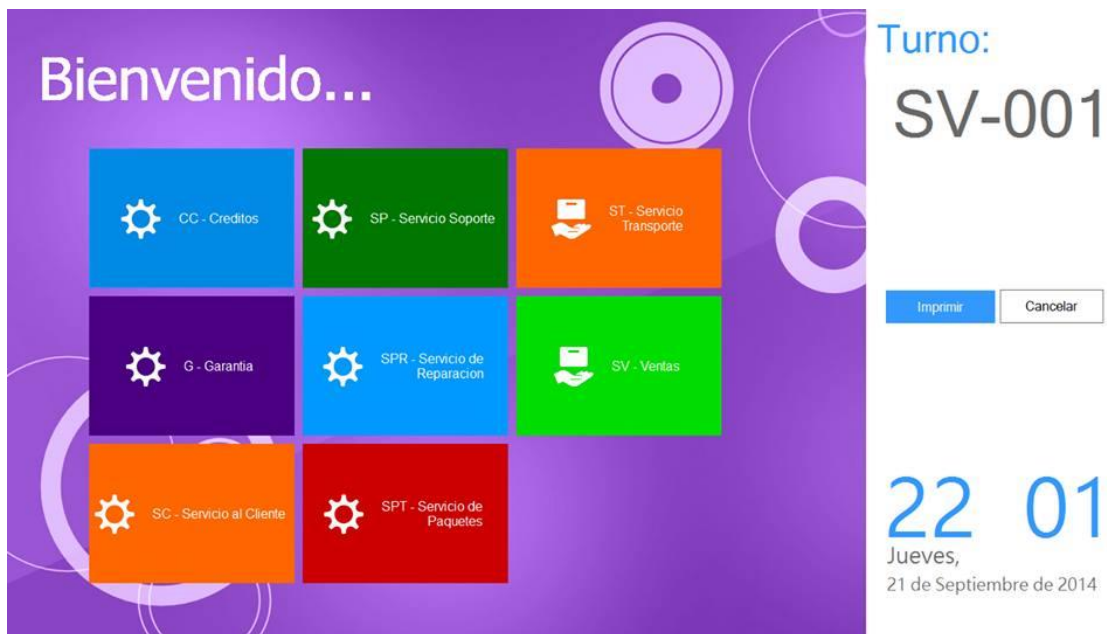 Bienvenido...
CC - Creditos
SP - Servicio Soporte
ST - Servicio
Transporte
G - Garantia
SPR - Servicio de
Reparacion
SV - Ventas
SC - Servicio al Cliente
SPT - Servicio de
Paquetes
Turno:
SV-001
Imprimir
Cancelar
22 01
Jueves,
21 de Septiembre de 2014